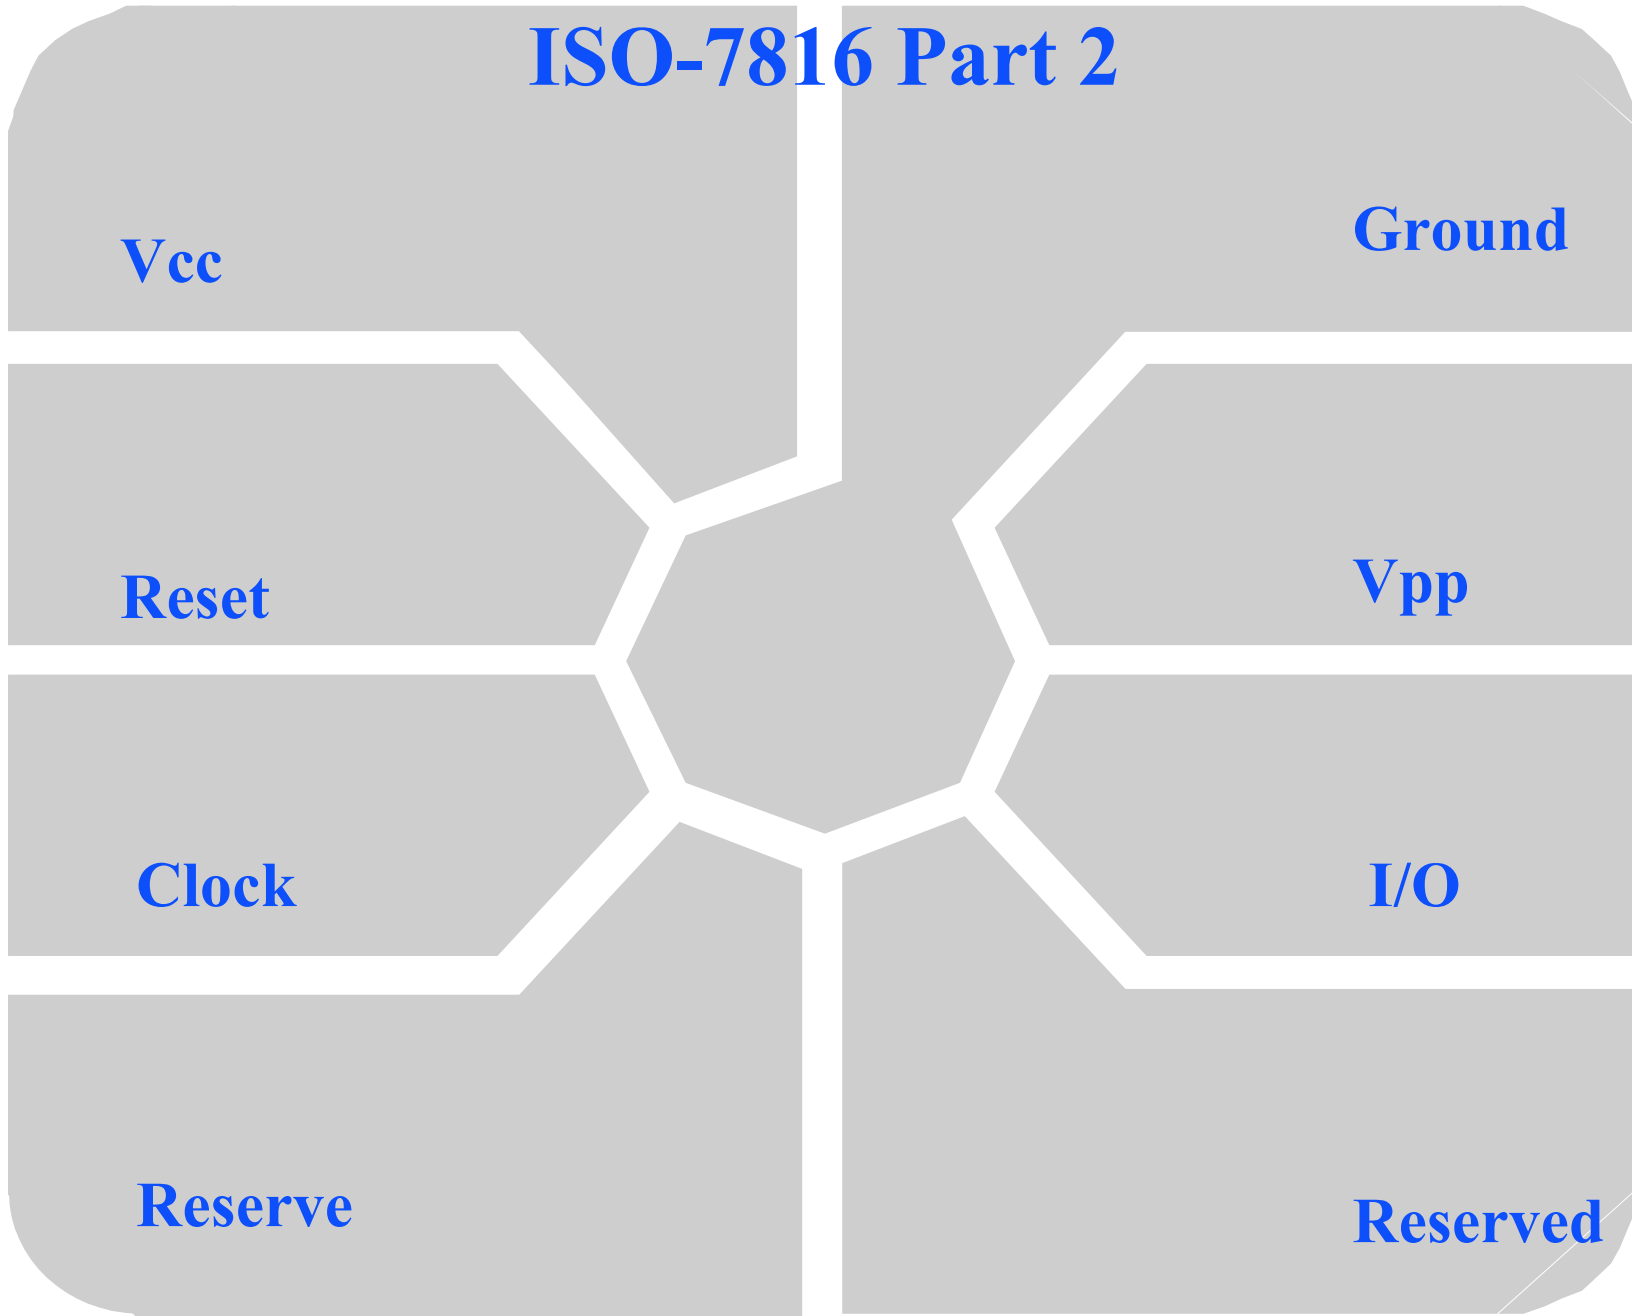 ISO-7816 Part 2
Vcc
Ground
Reset
Vpp
Clock
I/O
Reserve
Reserved